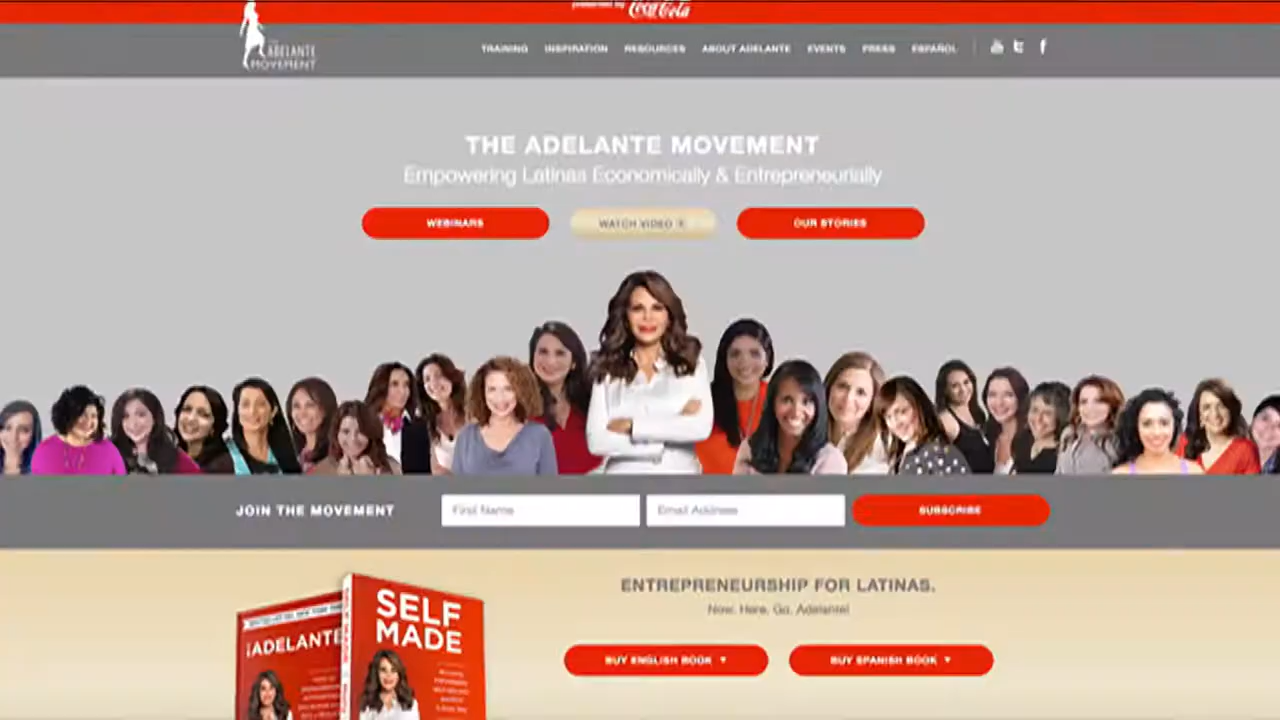 presented by Coca-Cola
THE
ADELANTE
MOVEMENT
TRAINING INSPIRATION RESOURCES ABOUT ADELANTE EVENTS PRESS ESPAÑOL
THE ADELANTE MOVEMENT
Empowering Latinas Economically & Entrepreneurially
WEBINARS WATCH VIDEO OUR STORIES
JOIN THE MOVEMENT First Name Email Address SUBSCRIBE
ENTREPRENEURSHIP FOR LATINAS.
Now. Here. Go. Adelante!
¡ADELANTE
SELF
MADE
BUY ENGLISH BOOK BUY SPANISH BOOK